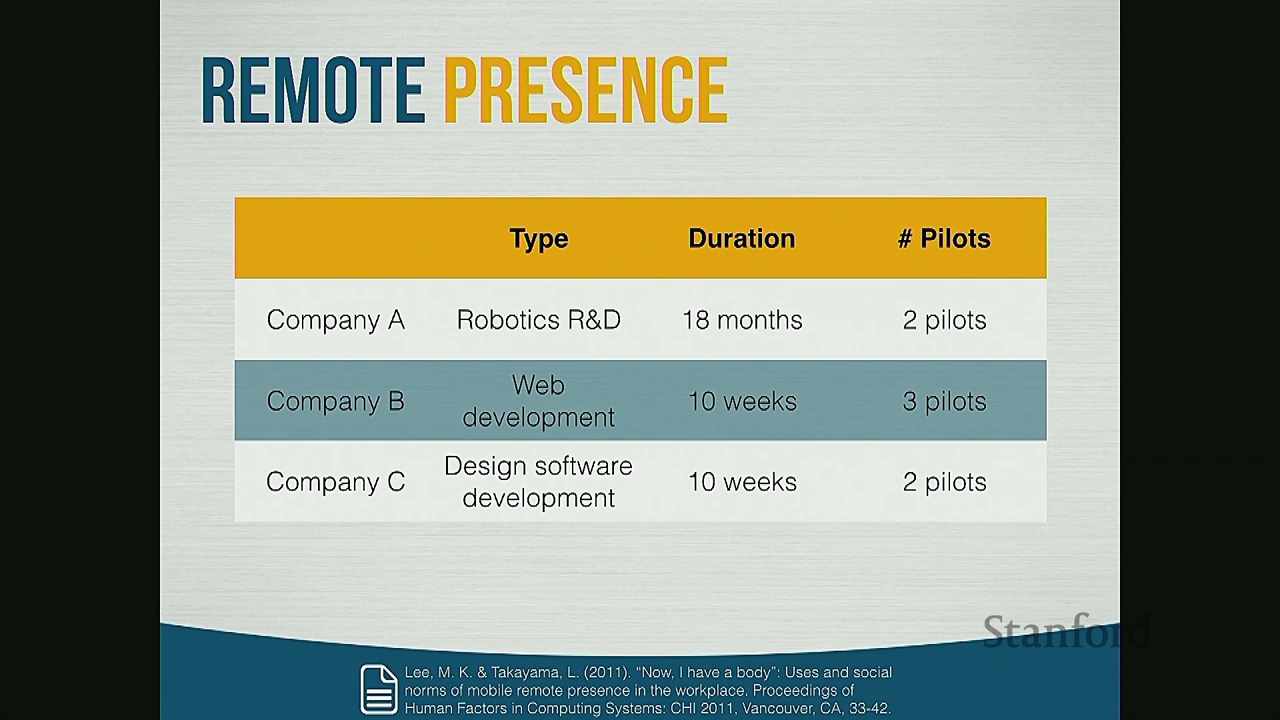 REMOTE PRESENCE
Type Duration # Pilots
Company A Robotics R&D 18 months 2 pilots
Company B Web development 10 weeks 3 pilots
Company C Design software development 10 weeks 2 pilots
Stanford
Lee, M. K. & Takayama, L. (2011). “Now, I have a body”: Uses and social
norms of mobile remote presence in the workplace. Proceedings of
Human Factors in Computing Systems: CHI 2011, Vancouver, CA, 33-42.